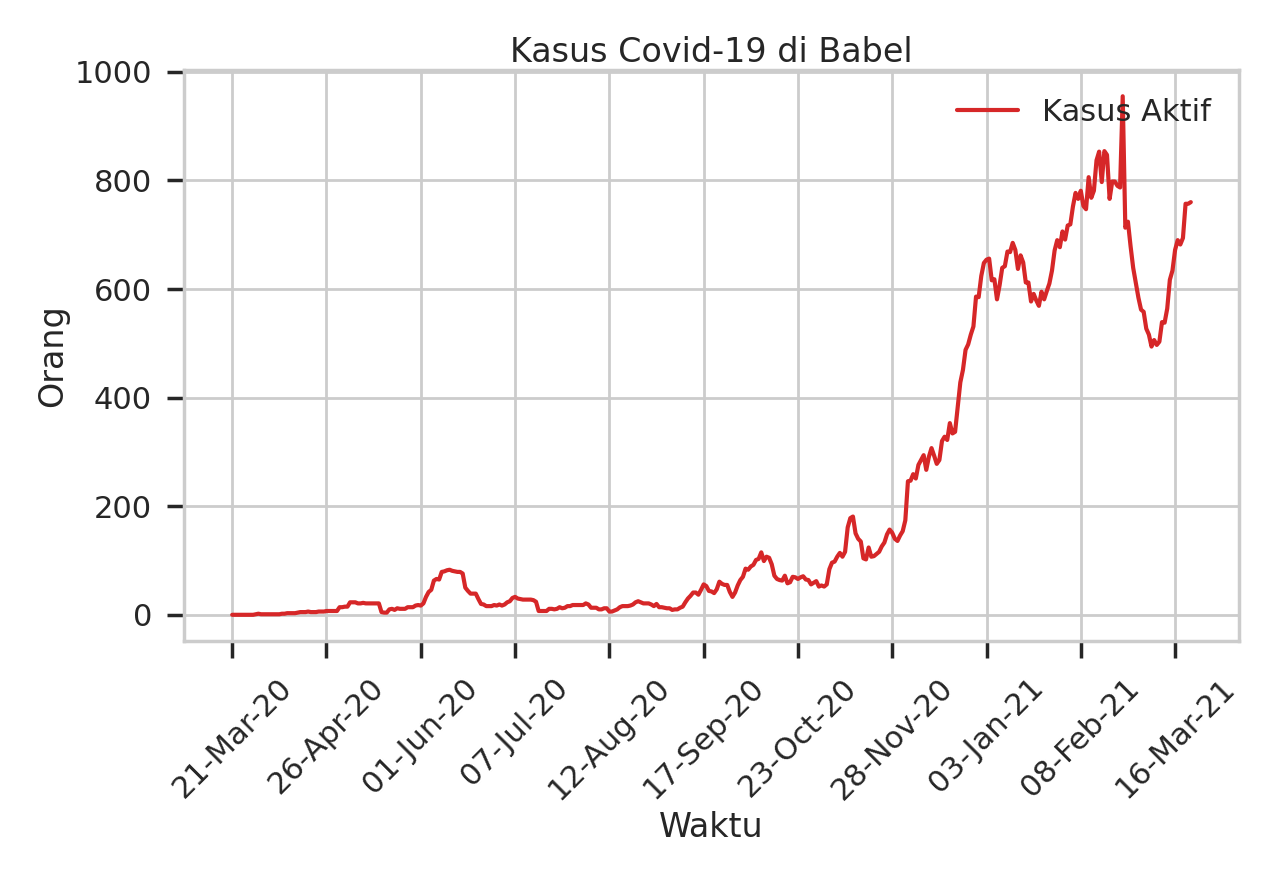 Kasus Covid-19 di Babel
Kasus Aktif
1000
800
600
400
200
0
Orang
21-Mar-20
26-Apr-20
01-Jun-20
07-Jul-20
12-Aug-20
17-Sep-20
23-Oct-20
28-Nov-20
03-Jan-21
08-Feb-21
16-Mar-21
Waktu